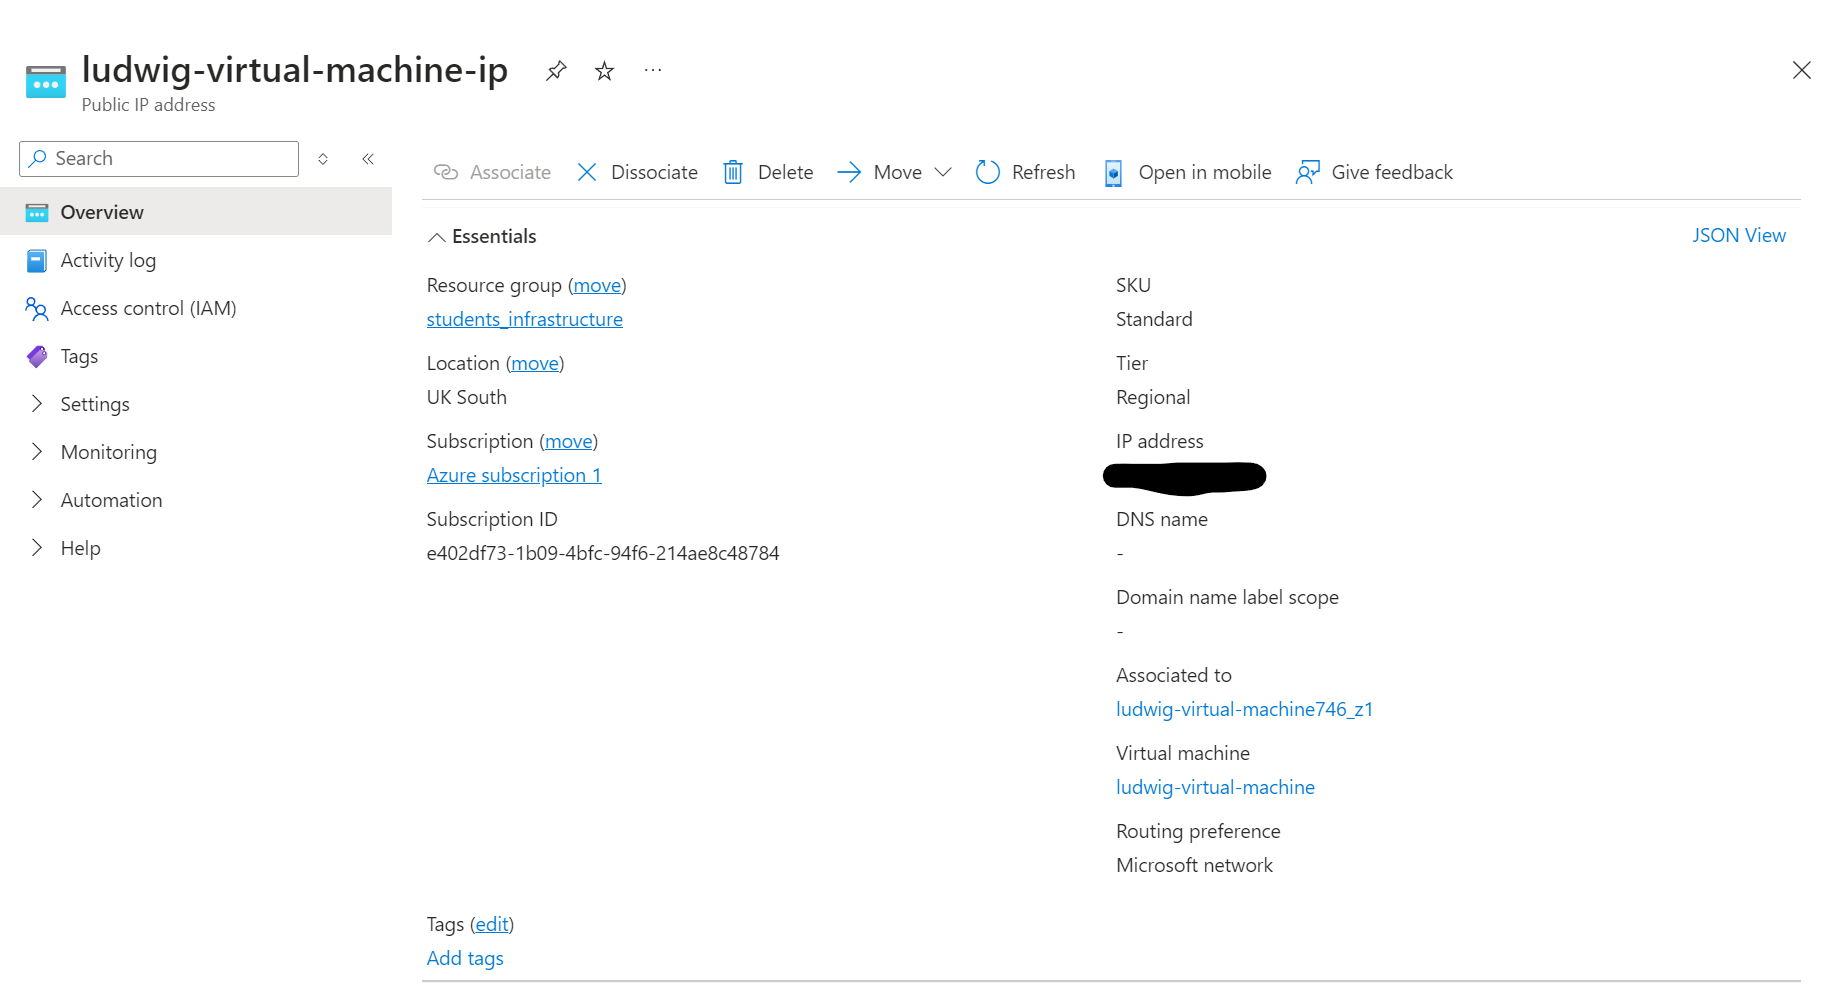 ludwig-virtual-machine-ip
Public IP address
Search
Overview
Activity log
Access control (IAM)
Tags
Settings
Monitoring
Automation
Help
Associate Dissociate Delete Move Refresh Open in mobile Give feedback
Essentials
JSON View
Resource group (move)
students_infrastructure
Location (move)
UK South
Subscription (move)
Azure subscription 1
Subscription ID
e402df73-1b09-4bfc-94f6-214ae8c48784
SKU
Standard
Tier
Regional
IP address
DNS name
-
Domain name label scope
-
Associated to
ludwig-virtual-machine746_z1
Virtual machine
ludwig-virtual-machine
Routing preference
Microsoft network
Tags (edit)
Add tags